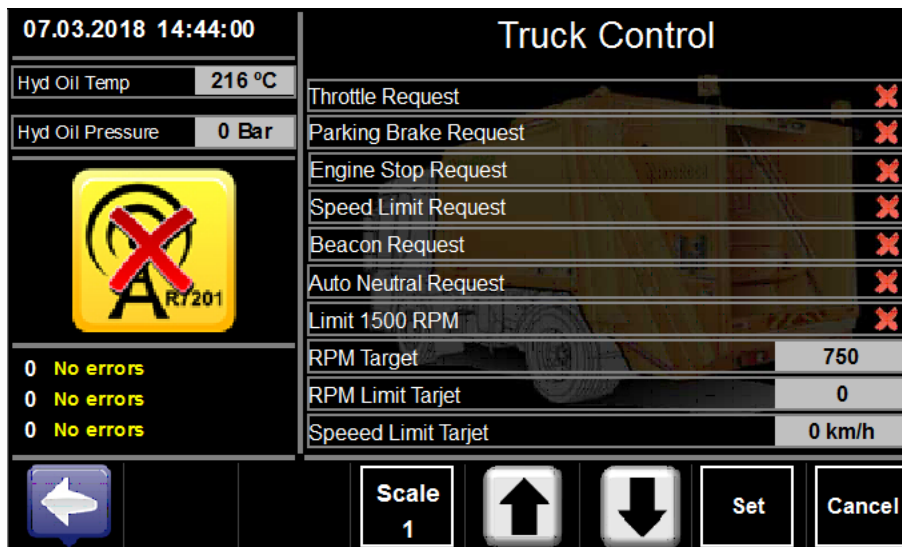 07.03.2018 14:44:00
Truck Control
Hyd Oil Temp 216 ºC
Hyd Oil Pressure 0 Bar
R7201
0 No errors
0 No errors
0 No errors
Throttle Request
Parking Brake Request
Engine Stop Request
Speed Limit Request
Beacon Request
Auto Neutral Request
Limit 1500 RPM
RPM Target 750
RPM Limit Tarjet 0
Speeed Limit Tarjet 0 km/h
Scale
1
Set
Cancel